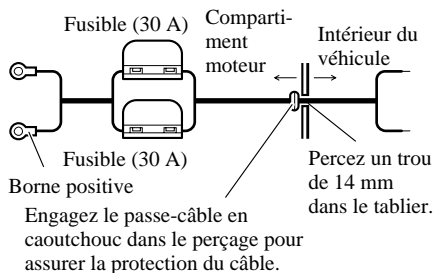 Fusible (30 A)
Comparti-
ment
moteur
Intérieur du
véhicule
Fusible (30 A)
Borne positive
Percez un trou
de 14 mm
dans le tablier.
Engagez le passe-câble en
caoutchouc dans le perçage pour
assurer la protection du câble.